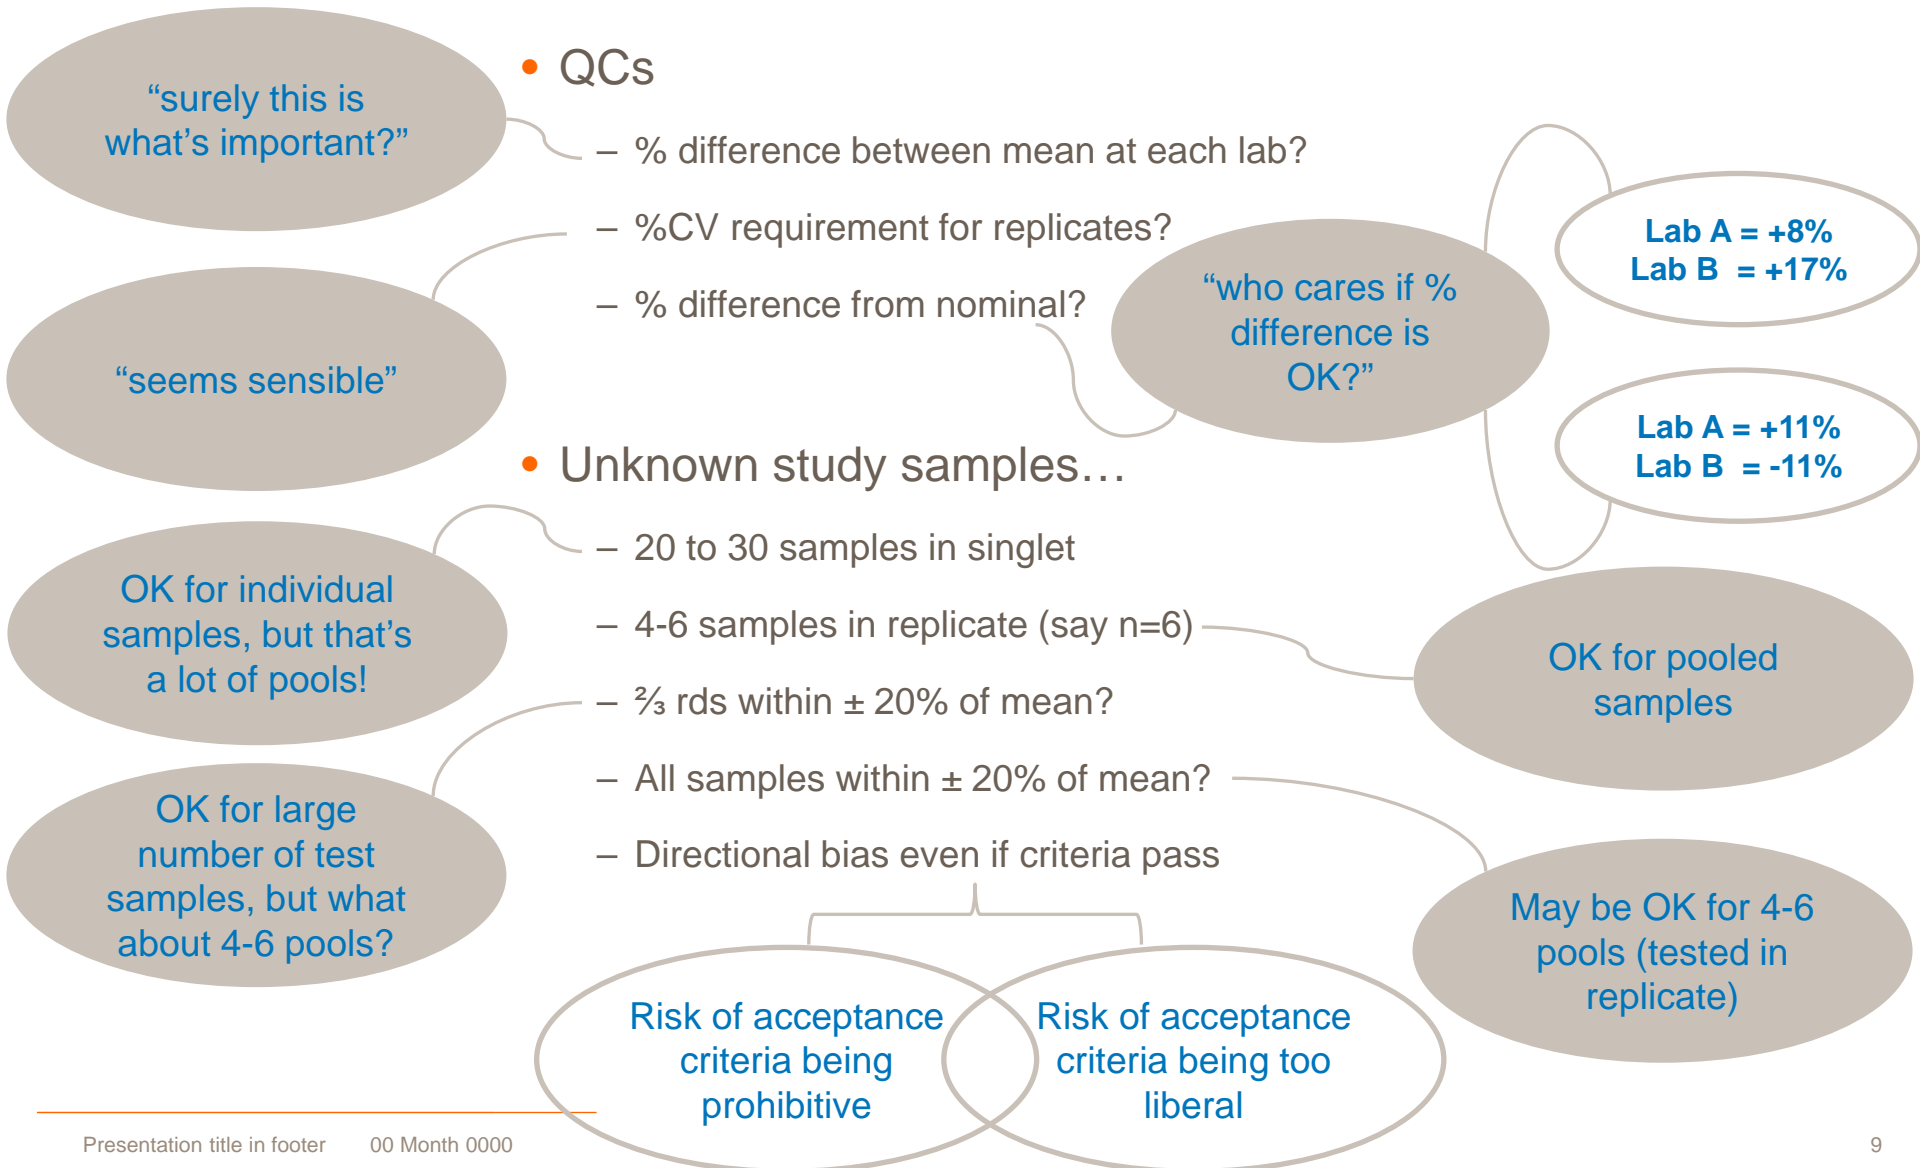 • QCs
“surely this is
what’s important?”
– % difference between mean at each lab?
– %CV requirement for replicates?
“seems sensible”
– % difference from nominal?
“who cares if %
difference is
OK?”
Lab A = +8%
Lab B = +17%
Lab A = +11%
Lab B = -11%
• Unknown study samples…
– 20 to 30 samples in singlet
OK for individual
samples, but that’s
a lot of pools!
– 4-6 samples in replicate (say n=6)
OK for pooled
samples
– ⅔ rds within ± 20% of mean?
OK for large
number of test
samples, but what
about 4-6 pools?
– All samples within ± 20% of mean?
May be OK for 4-6
pools (tested in
replicate)
– Directional bias even if criteria pass
Risk of acceptance
criteria being
prohibitive
Risk of acceptance
criteria being too
liberal
Presentation title in footer 00 Month 0000
9